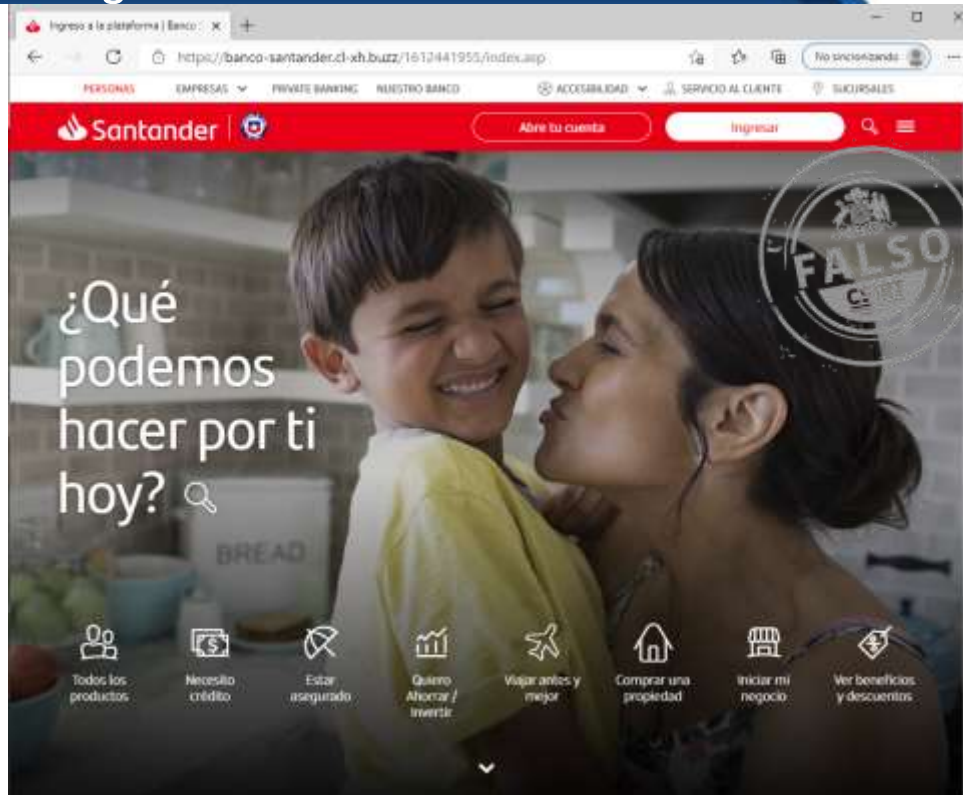 Ingreso a la plataforma | Banco
https://banco-santander.cl-xh.buzz/1612441955/index.asp
No sincronizando
PERSONAS EMPRESAS PRIVATE BANKING NUESTRO BANCO ACCESIBILIDAD SERVICIO AL CLIENTE SUCURSALES
Santander Abre tu cuenta Ingresar
FALSO
¿Qué
podemos
hacer por ti
hoy?
BREAD
Todos los
productos
Necesito
crédito
Estar
asegurado
Quiero
Ahorrar /
Invertir
Viajar antes y
mejor
Comprar una
propiedad
Iniciar mi
negocio
Ver beneficios
y descuentos